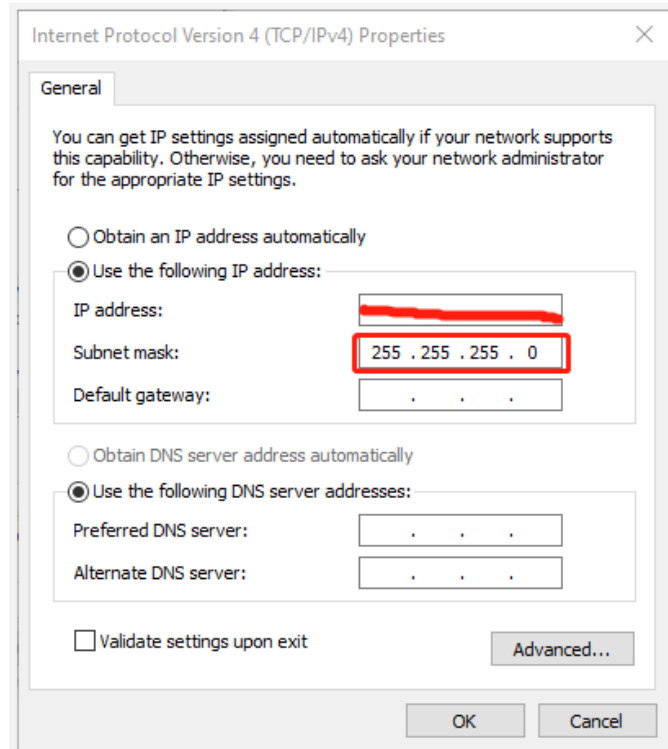 Internet Protocol Version 4 (TCP/IPv4) Properties
General
You can get IP settings assigned automatically if your network supports
this capability. Otherwise, you need to ask your network administrator
for the appropriate IP settings.
Obtain an IP address automatically
Use the following IP address:
IP address:
Subnet mask: 255 . 255 . 255 . 0
Default gateway: . . .
Obtain DNS server address automatically
Use the following DNS server addresses:
Preferred DNS server: . . .
Alternate DNS server: . . .
Validate settings upon exit
Advanced...
OK Cancel